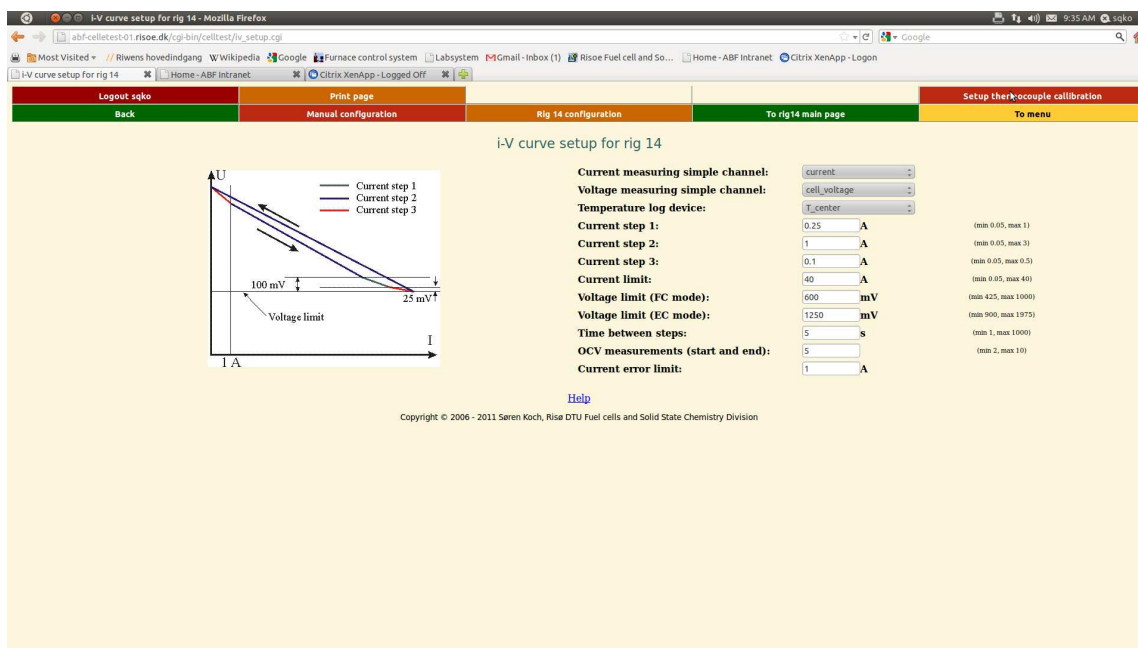 i-V curve setup for rig 14 - Mozilla Firefox
9:35 AM sqko
abf-celletest-01.risoe.dk/cgi-bin/celltest/iv_setup.cgi
Google
Most Visited Riwens hovedindgang Wikipedia Google Furnace control system Labsystem Gmail - Inbox (1) Risoe Fuel cell and So... Home - ABF Intranet Citrix XenApp - Logon
i-V curve setup for rig 14 Home - ABF Intranet Citrix XenApp - Logged Off
Logout sqko Print page Setup thermocouple callibration
Back Manual configuration Rig 14 configuration To rig14 main page To menu
i-V curve setup for rig 14
U
Current step 1
Current step 2
Current step 3
100 mV
25 mV
Voltage limit
I
1 A
Current measuring simple channel: current
Voltage measuring simple channel: cell_voltage
Temperature log device: T_center
Current step 1: 0.25 A (min 0.05, max 1)
Current step 2: 1 A (min 0.05, max 3)
Current step 3: 0.1 A (min 0.05, max 0.5)
Current limit: 40 A (min 0.05, max 40)
Voltage limit (FC mode): 600 mV (min 425, max 1000)
Voltage limit (EC mode): 1250 mV (min 900, max 1975)
Time between steps: 5 s (min 1, max 1000)
OCV measurements (start and end): 5 (min 2, max 10)
Current error limit: 1 A
Help
Copyright © 2006 - 2011 Søren Koch, Risø DTU Fuel cells and Solid State Chemistry Division